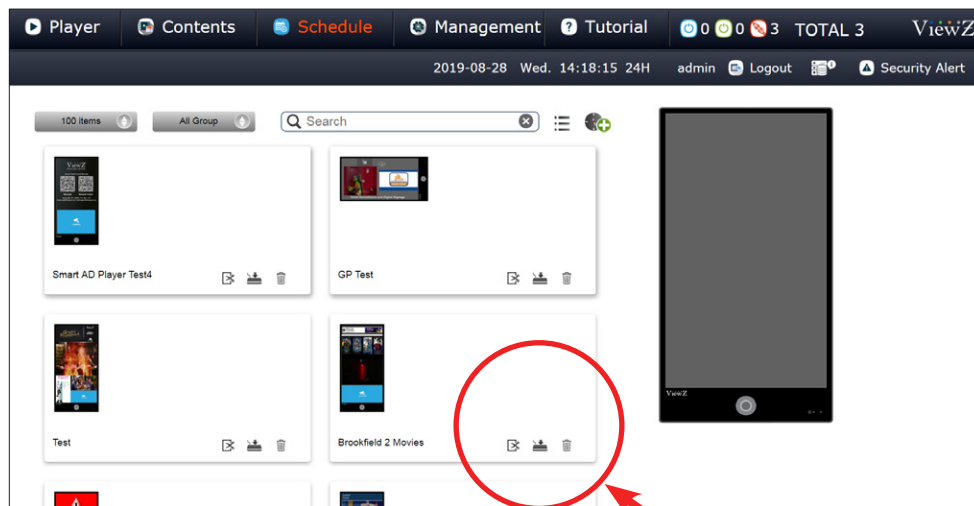 Player Contents Schedule Management Tutorial 0 0 3 TOTAL 3 ViewZ
2019-08-28 Wed. 14:18:15 24H admin Logout 0 Security Alert
100 items All Group Search
ViewZ
Smart AD Player Test4
GP Test
ViewZ
Test
Brookfield 2 Movies